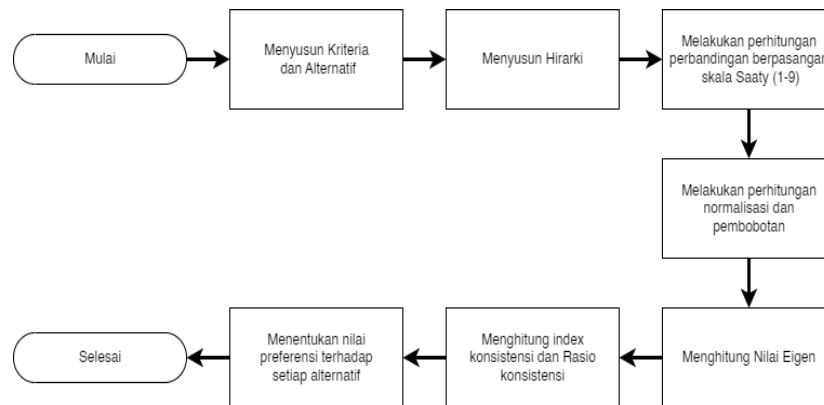 Mulai
Menyusun Kriteria
dan Alternatif
Menyusun Hirarki
Melakukan perhitungan
perbandingan berpasangan
skala Saaty (1-9)
Melakukan perhitungan
normalisasi dan
pembobotan
Menghitung Nilai Eigen
Menghitung index
konsistensi dan Rasio
konsistensi
Menentukan nilai
preferensi terhadap
setiap alternatif
Selesai